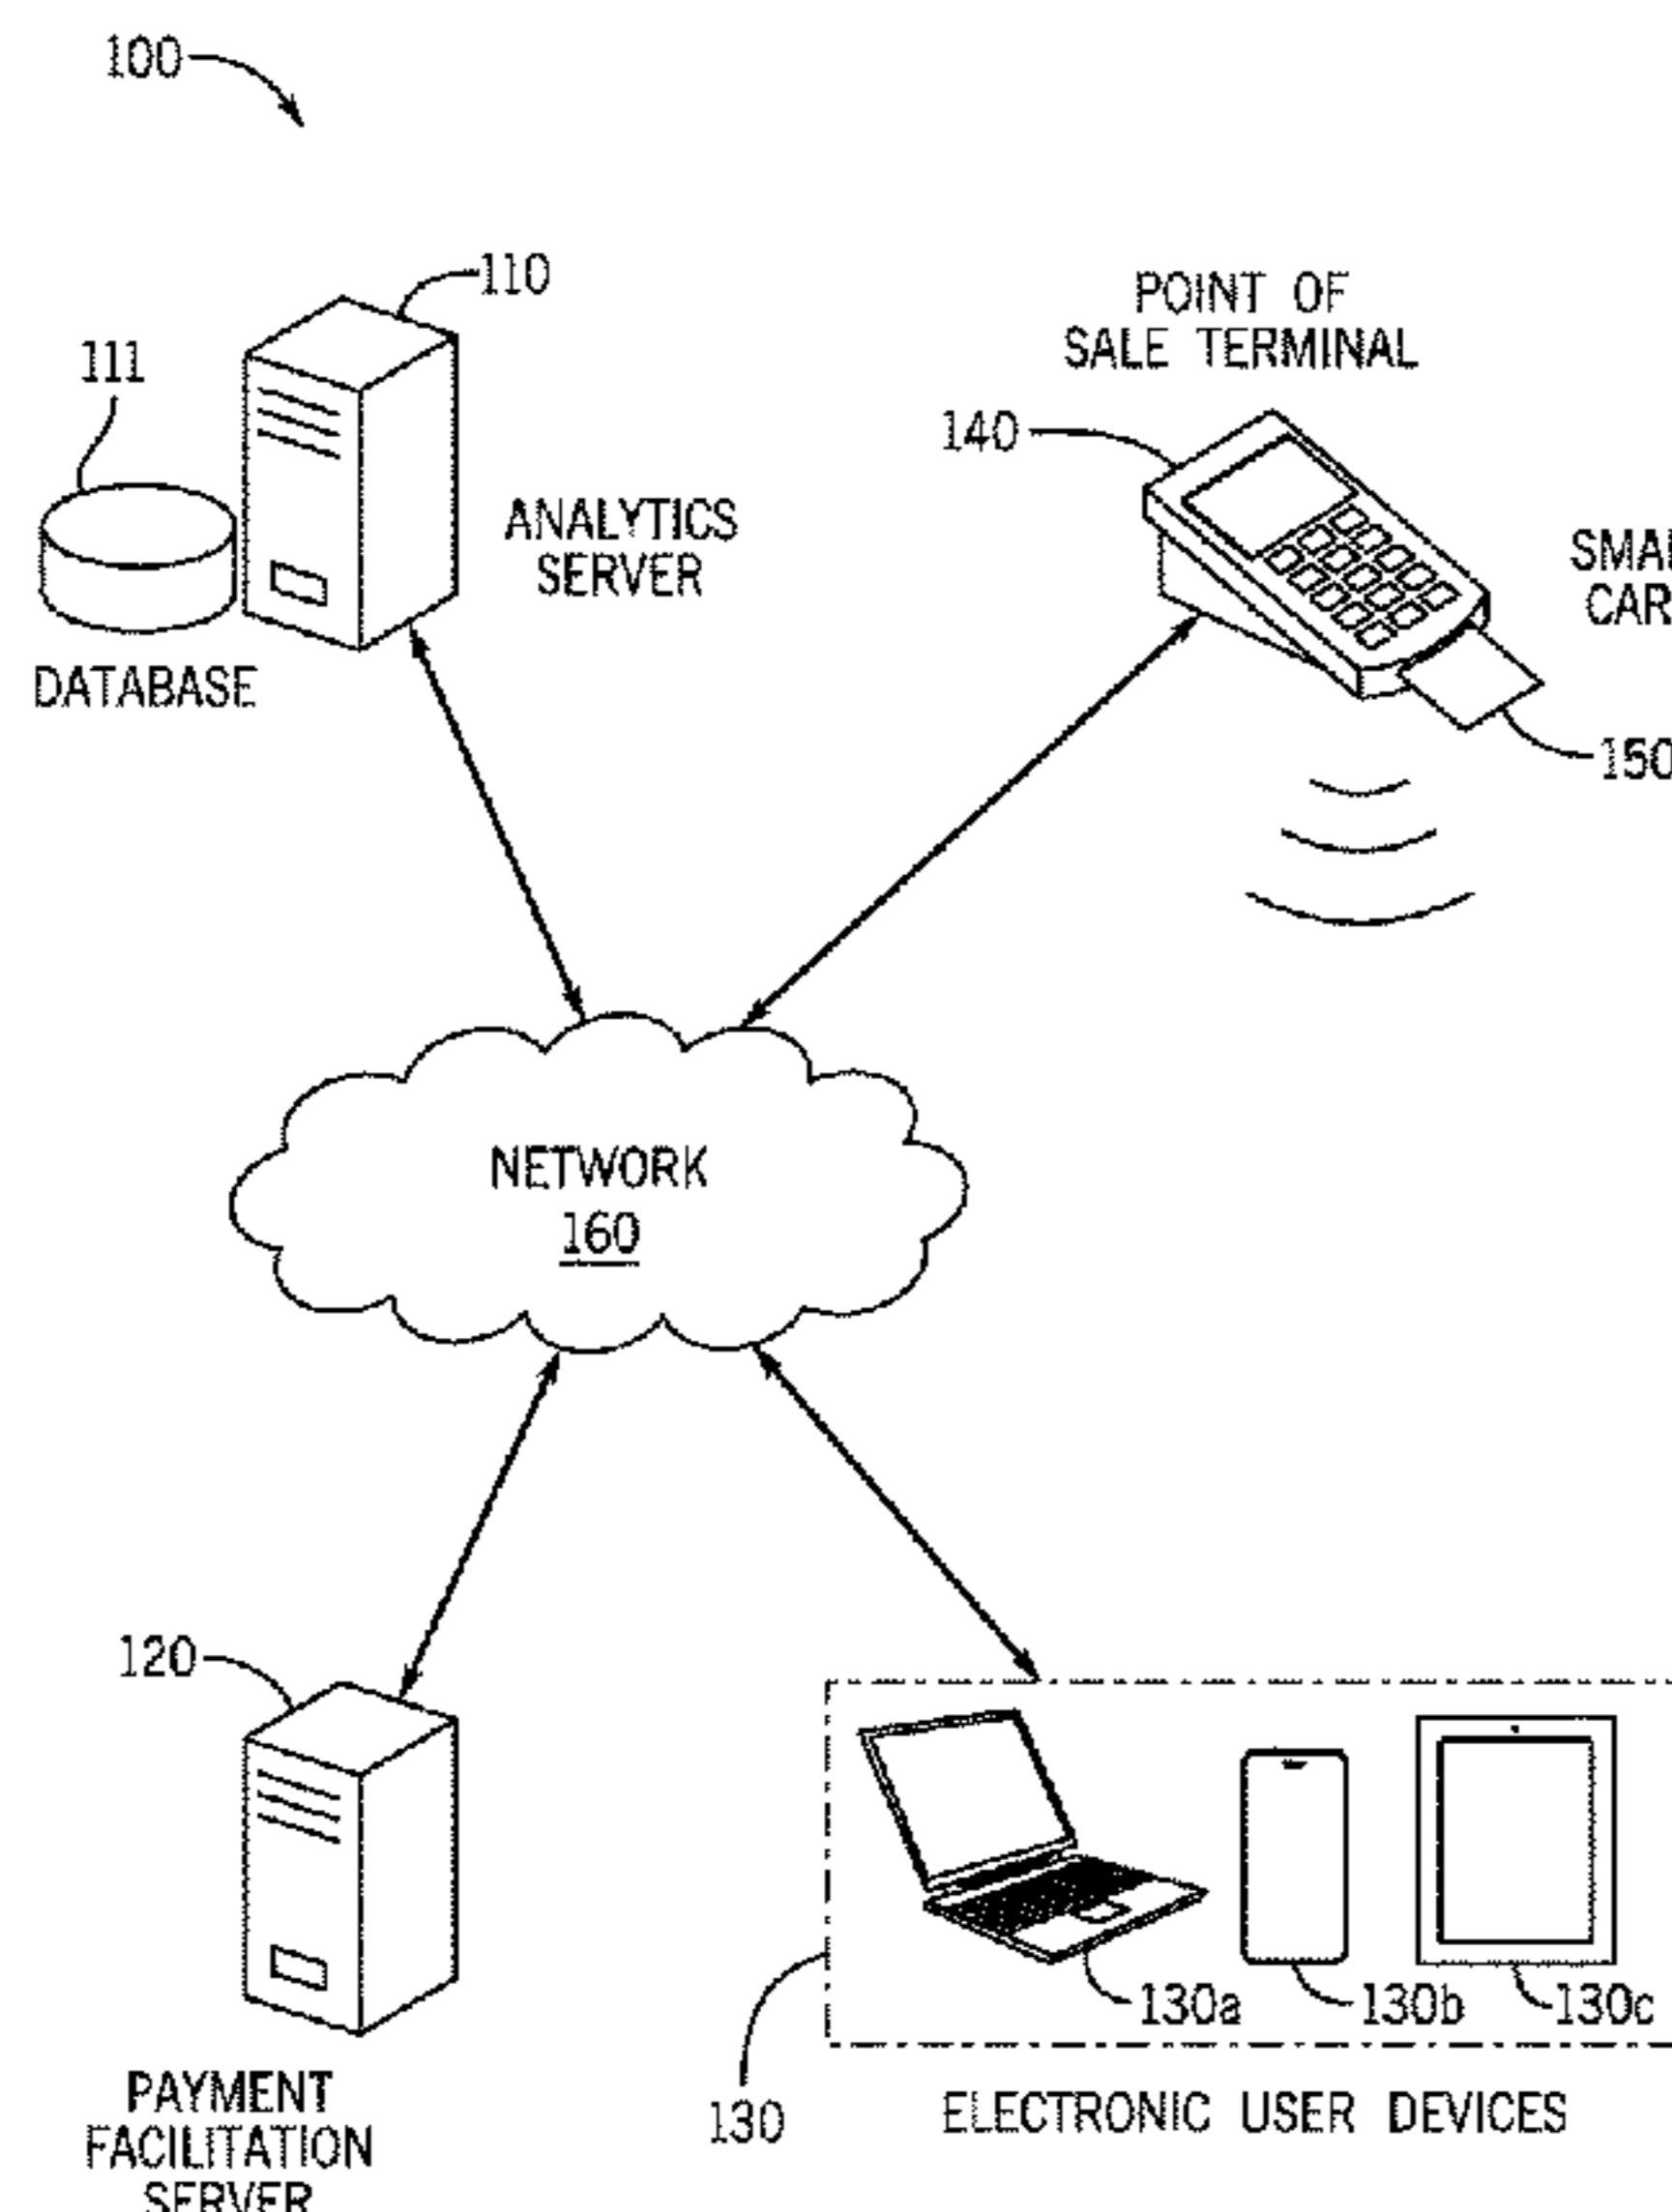 100
110
111
ANALYTICS
SERVER
DATABASE
POINT OF
SALE TERMINAL
140
150
NETWORK
160
120
PAYMENT
FACILITATION
SERVER
130a
130b
130c
130
ELECTRONIC USER DEVICES